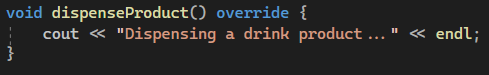 void dispenseProduct() override {
    cout << "Dispensing a drink product..." << endl;
}